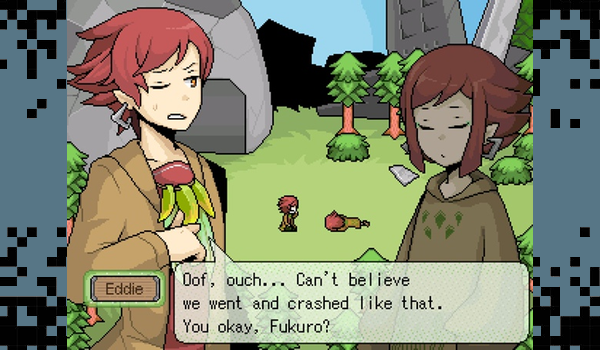 Eddie
Oof, ouch... Can't believe
we went and crashed like that.
You okay, Fukuro?